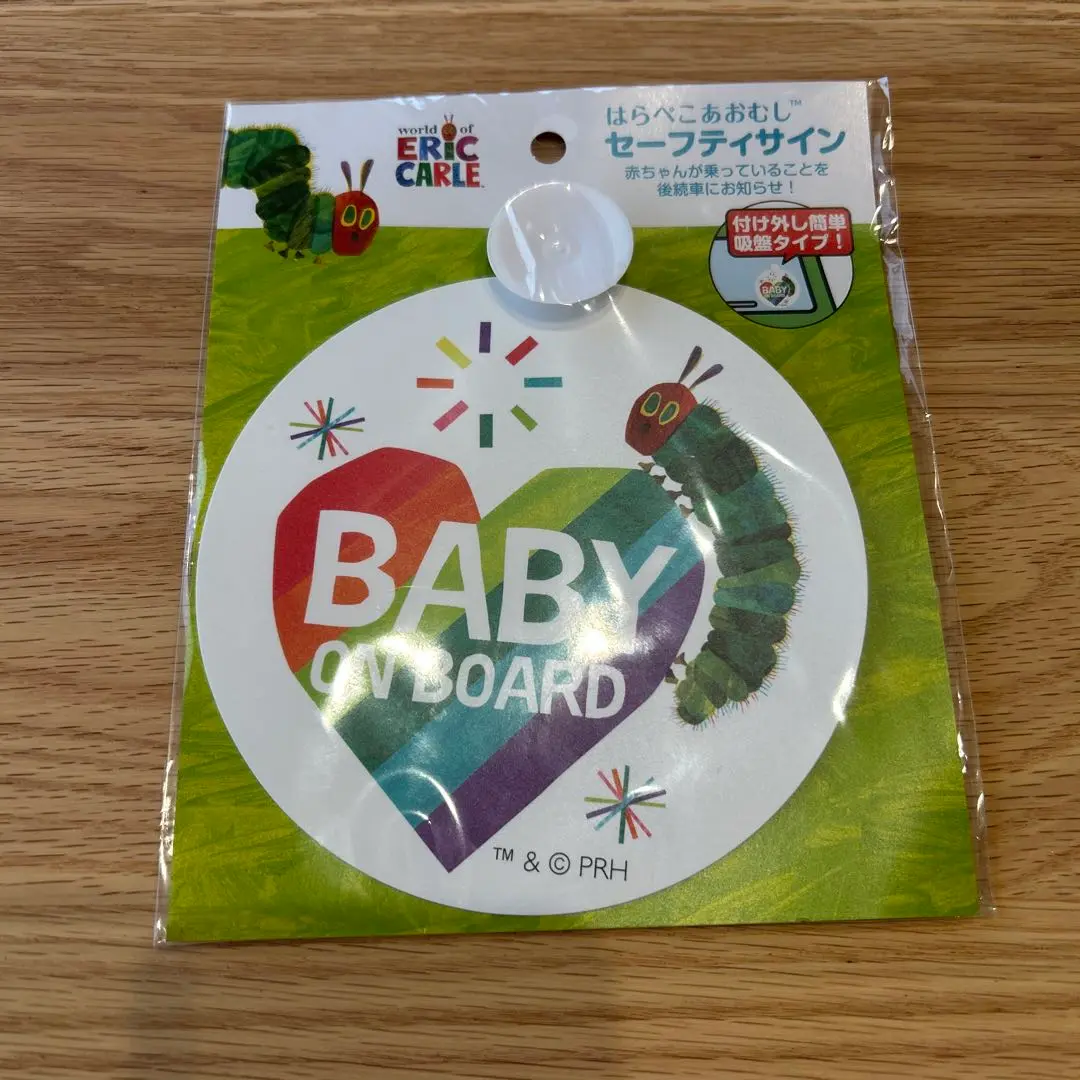 world of
ERIC
CARLE™
はらぺこあおむし™
セーフティサイン
赤ちゃんが乗っていることを
後続車にお知らせ！
付け外し簡単
吸盤タイプ！
BABY
BABY
ON BOARD
™ & © PRH